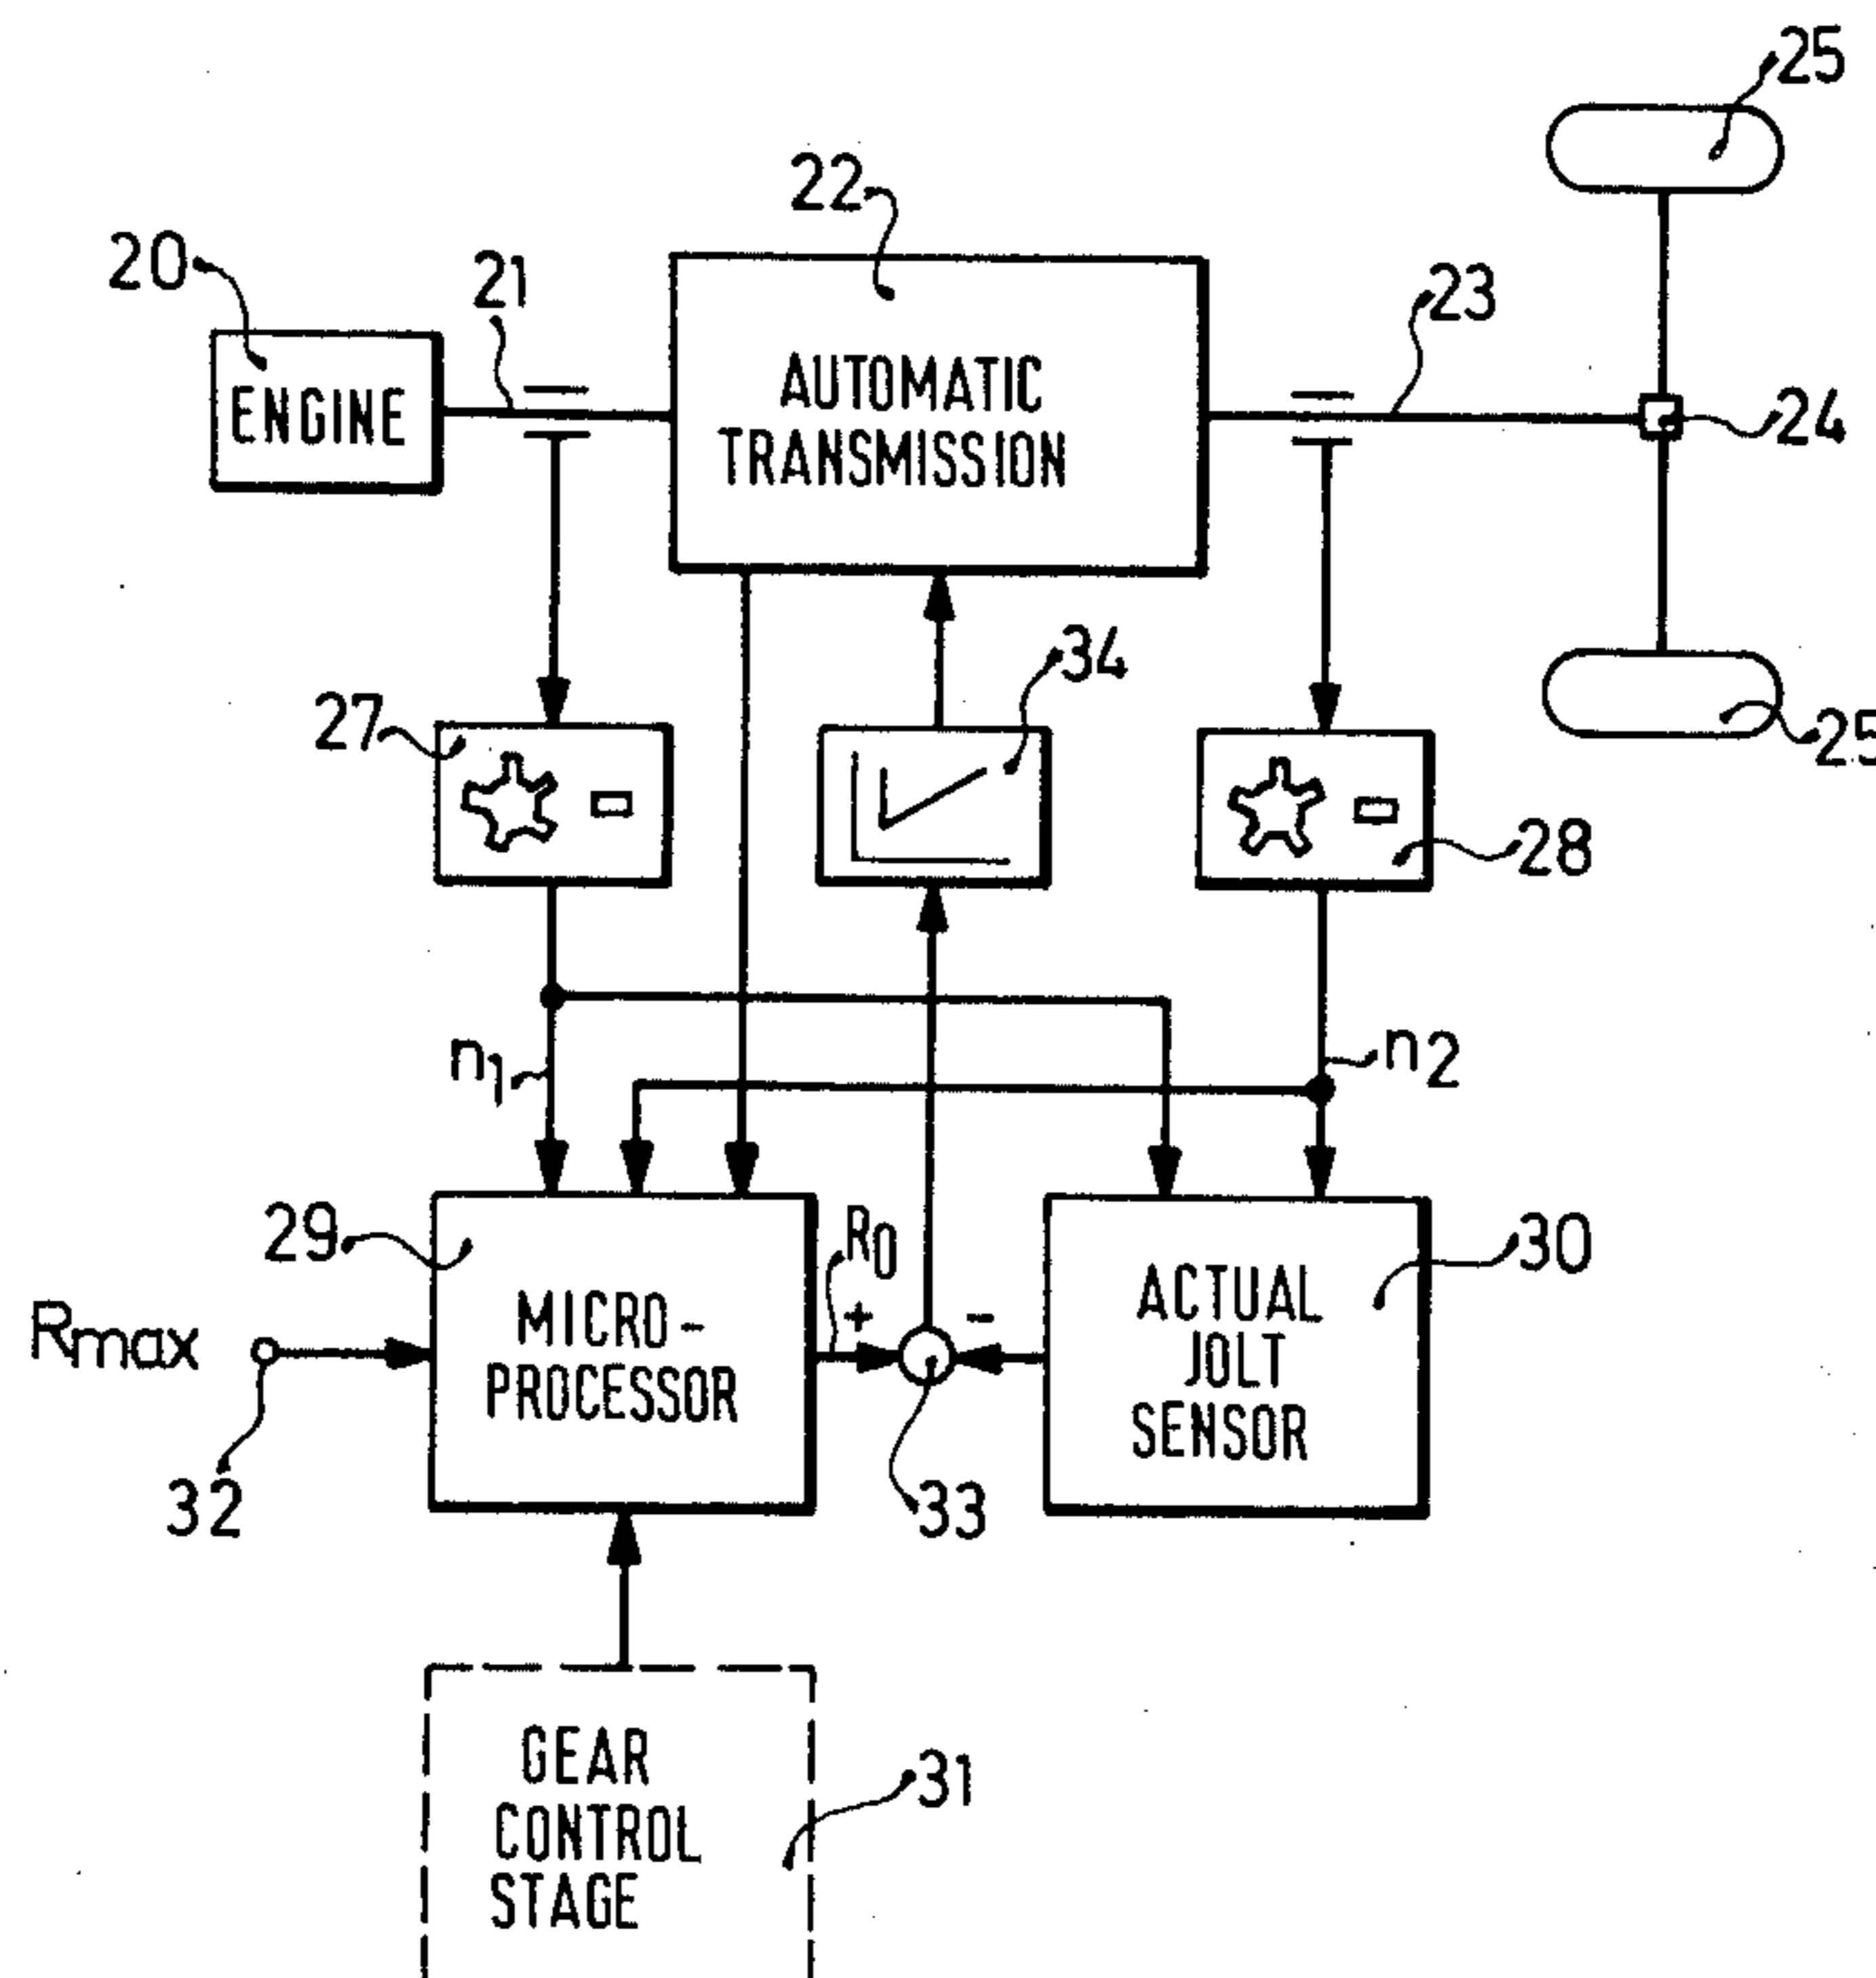 25
22
20
21
23
ENGINE
AUTOMATIC
TRANSMISSION
24
34
27
25
28
n1
n2
29
R0
30
+
-
Rmax
MICRO-
PROCESSOR
ACTUAL
JOLT
SENSOR
32
33
GEAR
CONTROL
STAGE
31